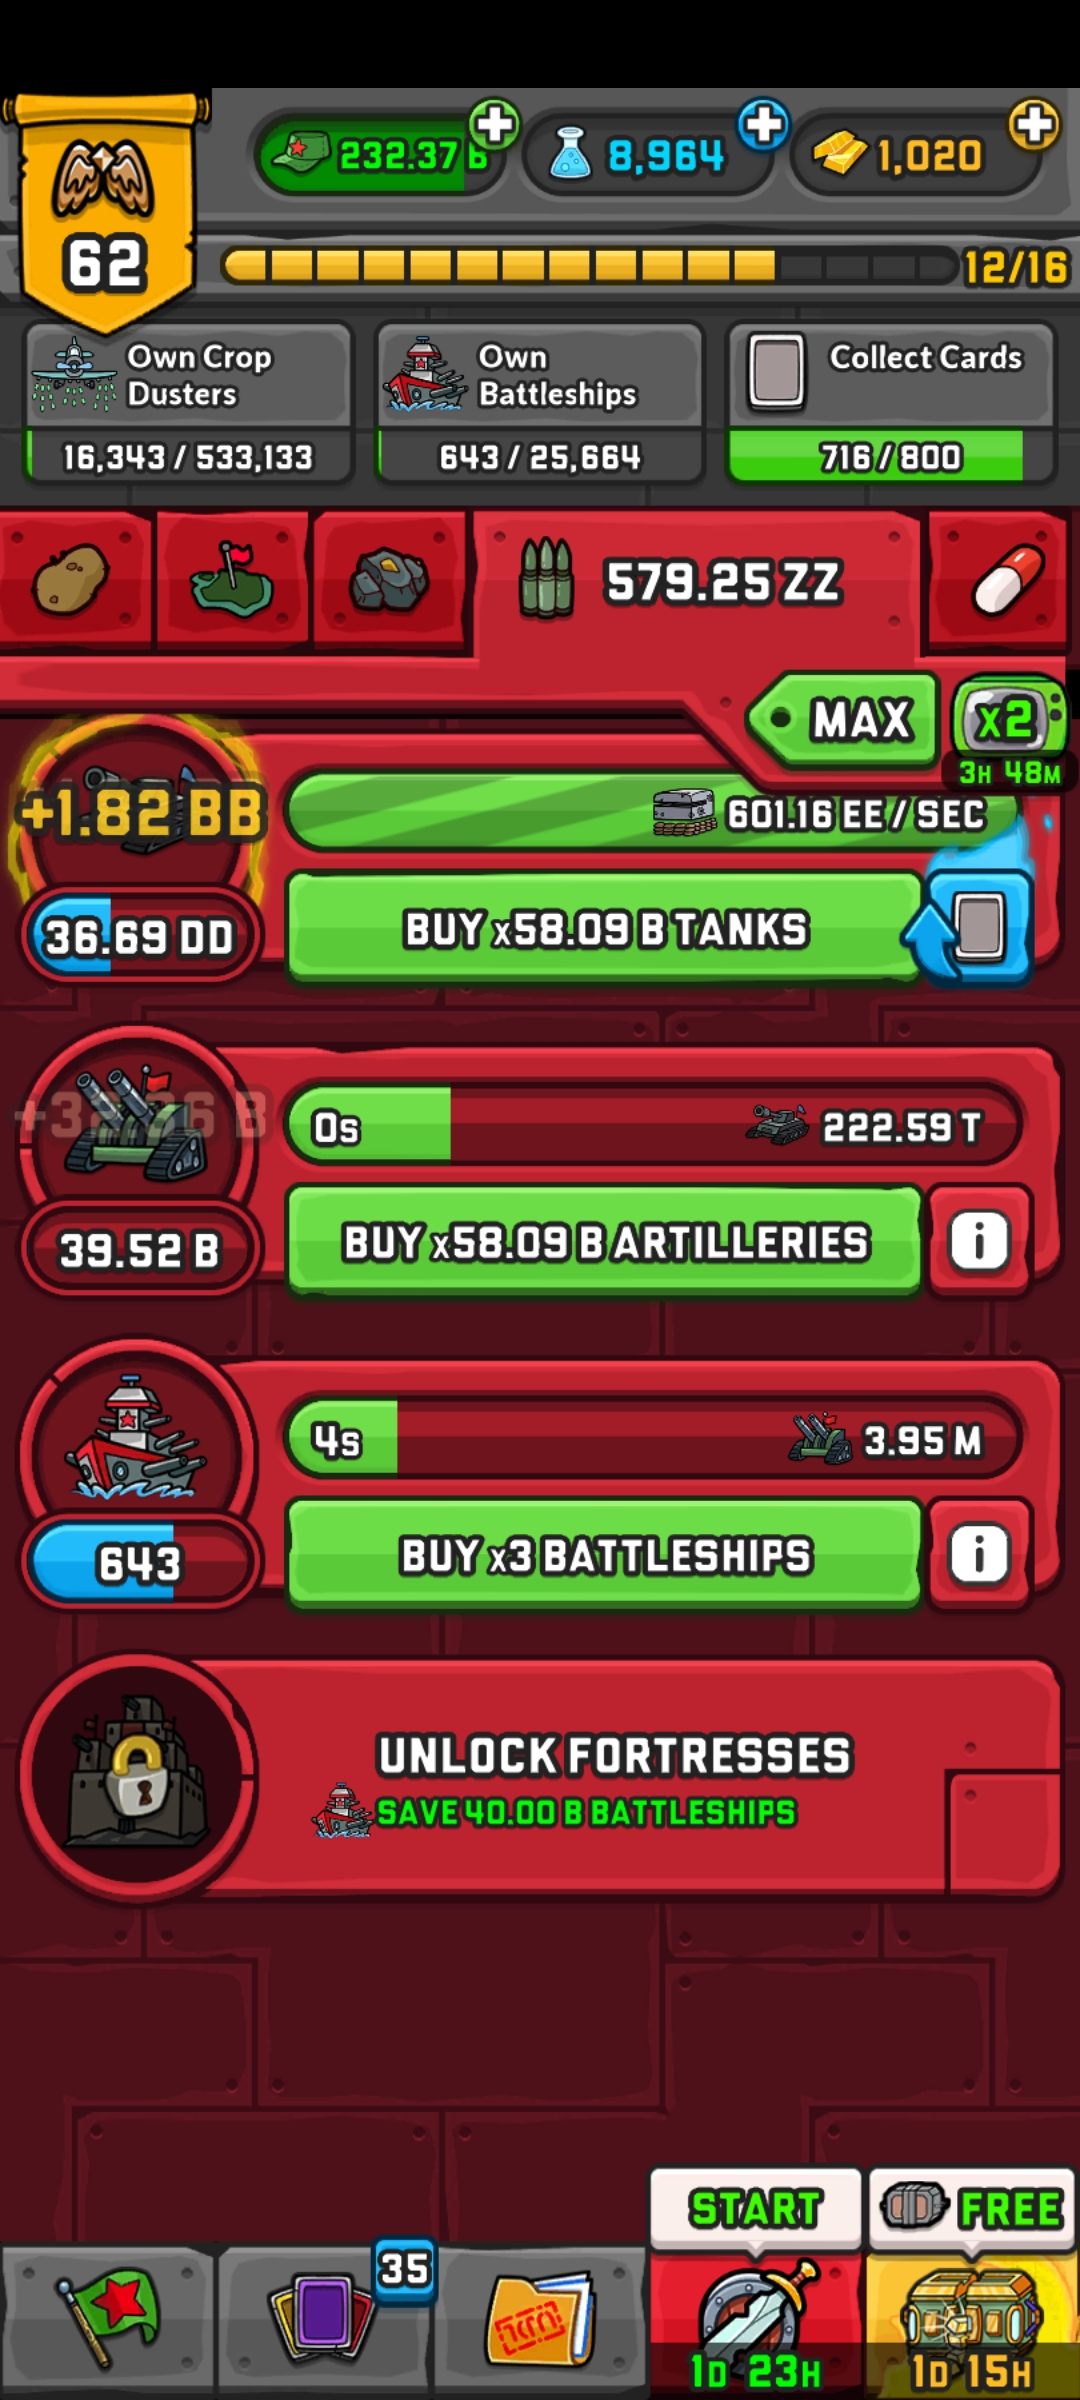 62
232.37 B
8,964
1,020
12/16
Own Crop
Dusters
16,343 / 533,133
Own
Battleships
643 / 25,664
Collect Cards
716 / 800
579.25 ZZ
MAX
x2
3H 48M
+1.82 BB
601.16 EE / SEC
36.69 DD
BUY x58.09 B TANKS
0s
222.59 T
39.52 B
BUY x58.09 B ARTILLERIES
i
4s
3.95 M
643
BUY x3 BATTLESHIPS
i
UNLOCK FORTRESSES
SAVE 40.00 B BATTLESHIPS
START
FREE
35
1D 23H
1D 15H